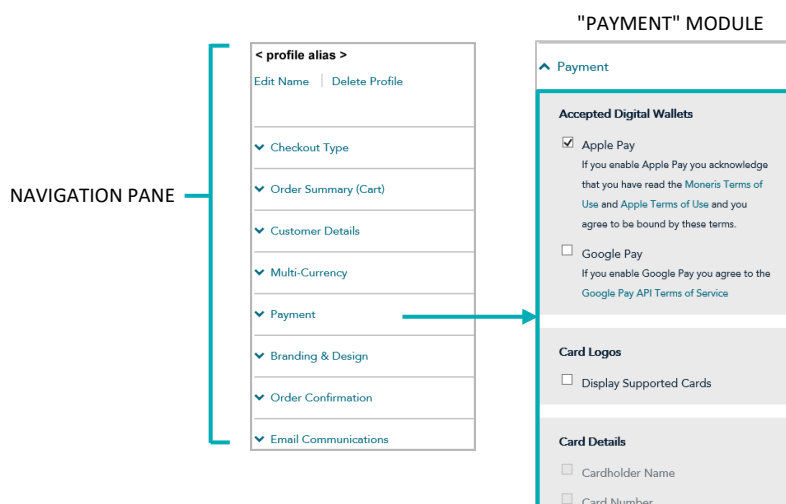 "PAYMENT" MODULE
NAVIGATION PANE
< profile alias >
Edit Name | Delete Profile
Checkout Type
Order Summary (Cart)
Customer Details
Multi-Currency
Payment
Branding & Design
Order Confirmation
Email Communications
Payment
Accepted Digital Wallets
Apple Pay
If you enable Apple Pay you acknowledge
that you have read the Moneris Terms of
Use and Apple Terms of Use and you
agree to be bound by these terms.
Google Pay
If you enable Google Pay you agree to the
Google Pay API Terms of Service
Card Logos
Display Supported Cards
Card Details
Cardholder Name
Card Number